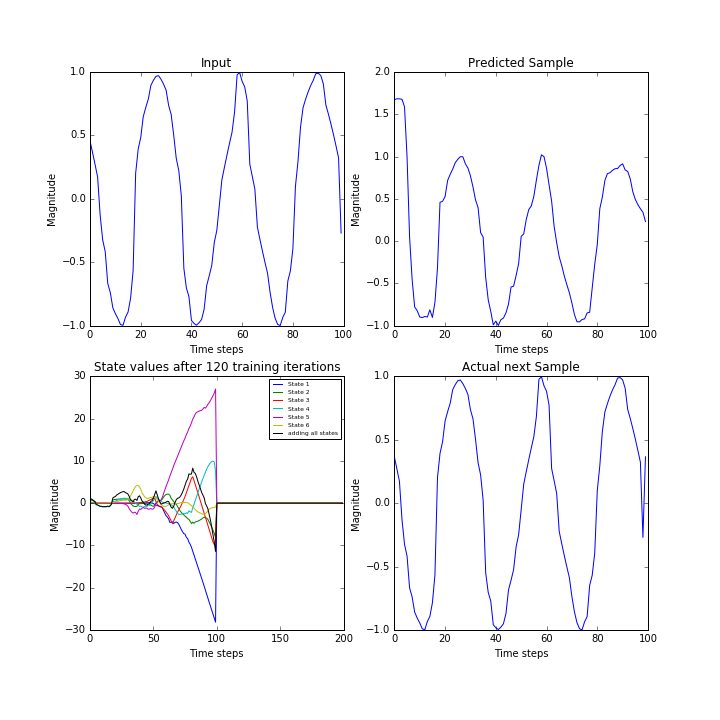 Input
Magnitude
1.0
0.5
0.0
−0.5
−1.0
0 20 40 60 80 100
Time steps
Predicted Sample
Magnitude
2.0
1.5
1.0
0.5
0.0
−0.5
−1.0
0 20 40 60 80 100
Time steps
State values after 120 training iterations
Magnitude
30
20
10
0
−10
−20
−30
0 50 100 150 200
Time steps
State 1
State 2
State 3
State 4
State 5
State 6
adding all states
Actual next Sample
Magnitude
1.0
0.5
0.0
−0.5
−1.0
0 20 40 60 80 100
Time steps